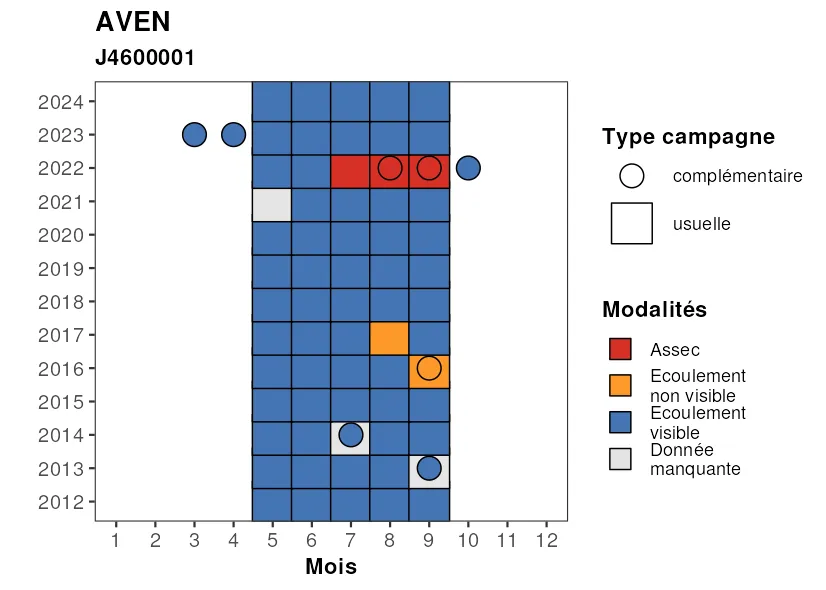 AVEN
J4600001
2024
2023
2022
2021
2020
2019
2018
2017
2016
2015
2014
2013
2012
1 2 3 4 5 6 7 8 9 10 11 12
Mois
Type campagne
complémentaire
usuelle
Modalités
Assec
Ecoulement
non visible
Ecoulement
visible
Donnée
manquante